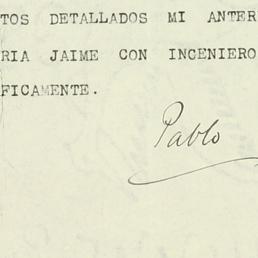 TOS DETALLADOS MI ANTER
RIA JAIME CON INGENIERO
FICAMENTE.
Pablo